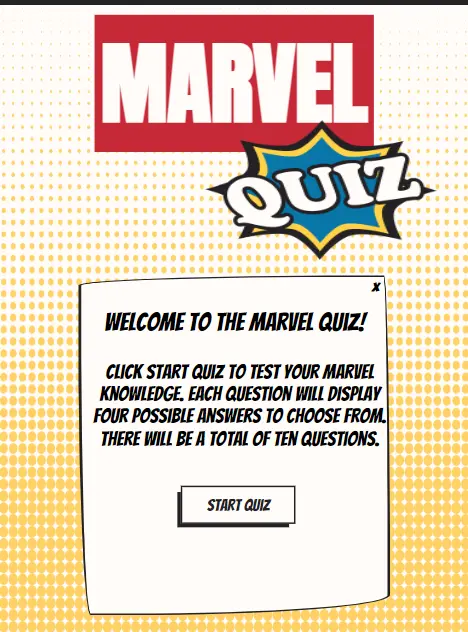 MARVEL
QUIZ
X
WELCOME TO THE MARVEL QUIZ!
CLICK START QUIZ TO TEST YOUR MARVEL
KNOWLEDGE. EACH QUESTION WILL DISPLAY
FOUR POSSIBLE ANSWERS TO CHOOSE FROM.
THERE WILL BE A TOTAL OF TEN QUESTIONS.
START QUIZ